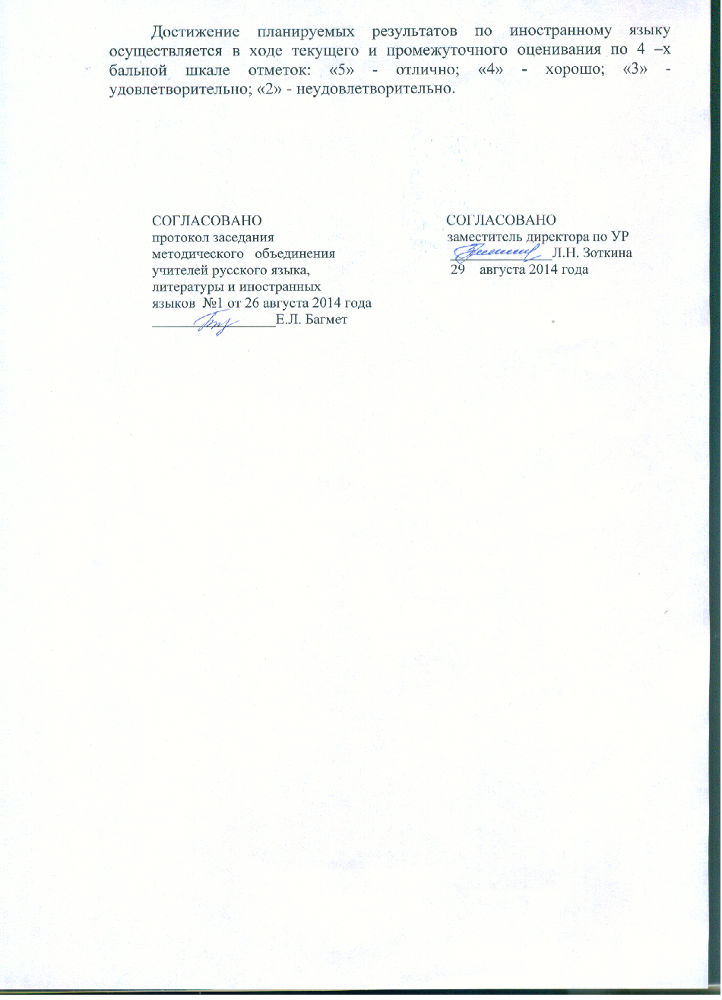 Достижение планируемых результатов по иностранному языку
осуществляется в ходе текущего и промежуточного оценивания по 4 –х
бальной шкале отметок: «5» - отлично; «4» - хорошо; «3» -
удовлетворительно; «2» - неудовлетворительно.
СОГЛАСОВАНО
протокол заседания
методического объединения
учителей русского языка,
литературы и иностранных
языков №1 от 26 августа 2014 года
_________________Е.Л. Багмет
СОГЛАСОВАНО
заместитель директора по УР
______________Л.Н. Зоткина
29 августа 2014 года